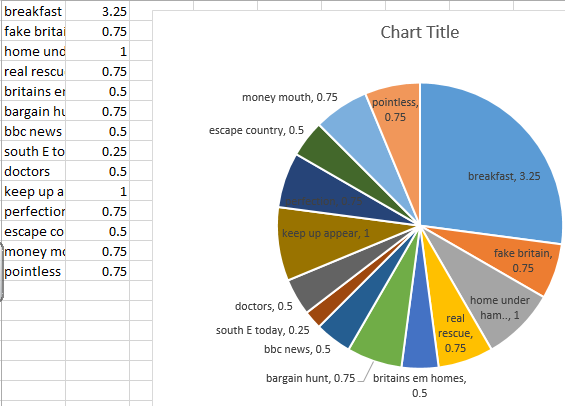 breakfast 3.25
fake britai 0.75
home und 1
real rescu 0.75
britains er 0.5
bargain hu 0.75
bbc news 0.5
south E to 0.25
doctors 0.5
keep up a 1
perfection 0.75
escape co 0.5
money mo 0.75
pointless 0.75
Chart Title
breakfast, 3.25
fake britain,
0.75
home under
ham.., 1
real
rescue,
0.75
britains em homes,
0.5
bargain hunt, 0.75
bbc news, 0.5
south E today, 0.25
doctors, 0.5
keep up appear, 1
escape country, 0.5
money mouth, 0.75
pointless,
0.75